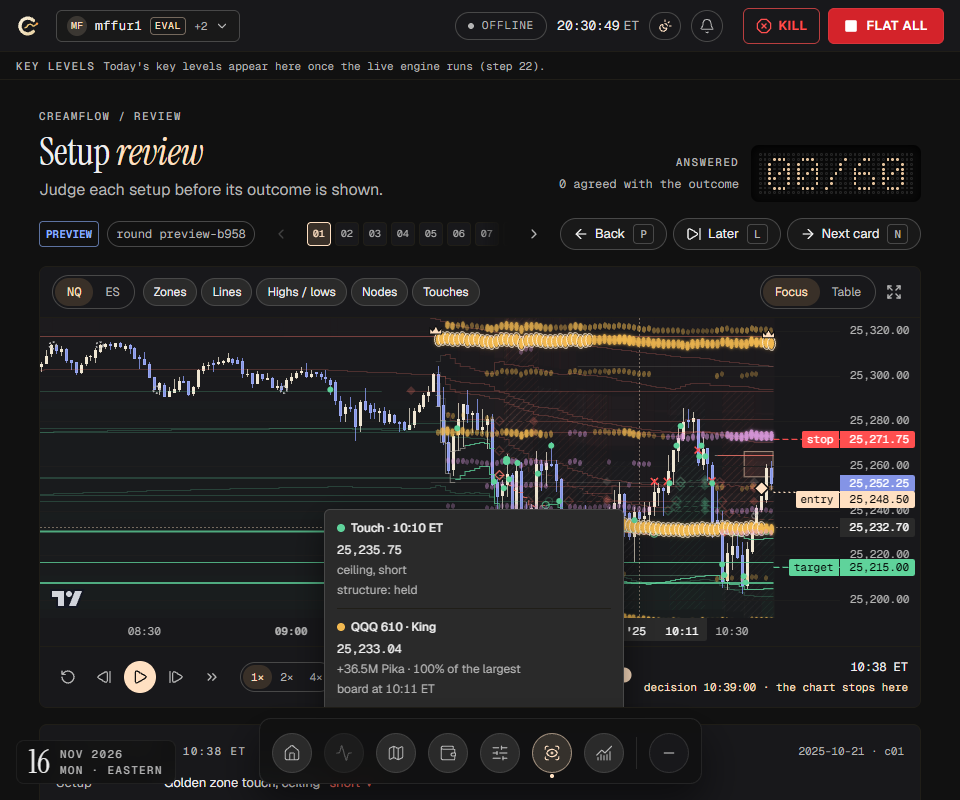 MF mffur1 EVAL +2
OFFLINE
20:30:49 ET
KILL
FLAT ALL
KEY LEVELS Today's key levels appear here once the live engine runs (step 22).
CREAMFLOW / REVIEW
Setup review
Judge each setup before its outcome is shown.
ANSWERED
0 agreed with the outcome
00/60
PREVIEW round preview-b958
01 02 03 04 05 06 07
Back P
Later L
Next card N
NQ ES Zones Lines Highs / lows Nodes Touches
Focus Table
25,320.00
25,300.00
25,280.00
stop 25,271.75
25,260.00
25,252.25
entry 25,248.50
25,240.00
25,232.70
25,220.00
target 25,215.00
25,200.00
Touch · 10:10 ET
25,235.75
ceiling, short
structure: held
QQQ 610 · King
25,233.04
+36.5M Pika · 100% of the largest
board at 10:11 ET
08:30 09:00 '25 10:11 10:30
1× 2× 4×
10:38 ET
decision 10:39:00 · the chart stops here
16 NOV 2026
MON · EASTERN
10:38 ET
2025-10-21 · c01
Setup Golden zone touch, ceiling short